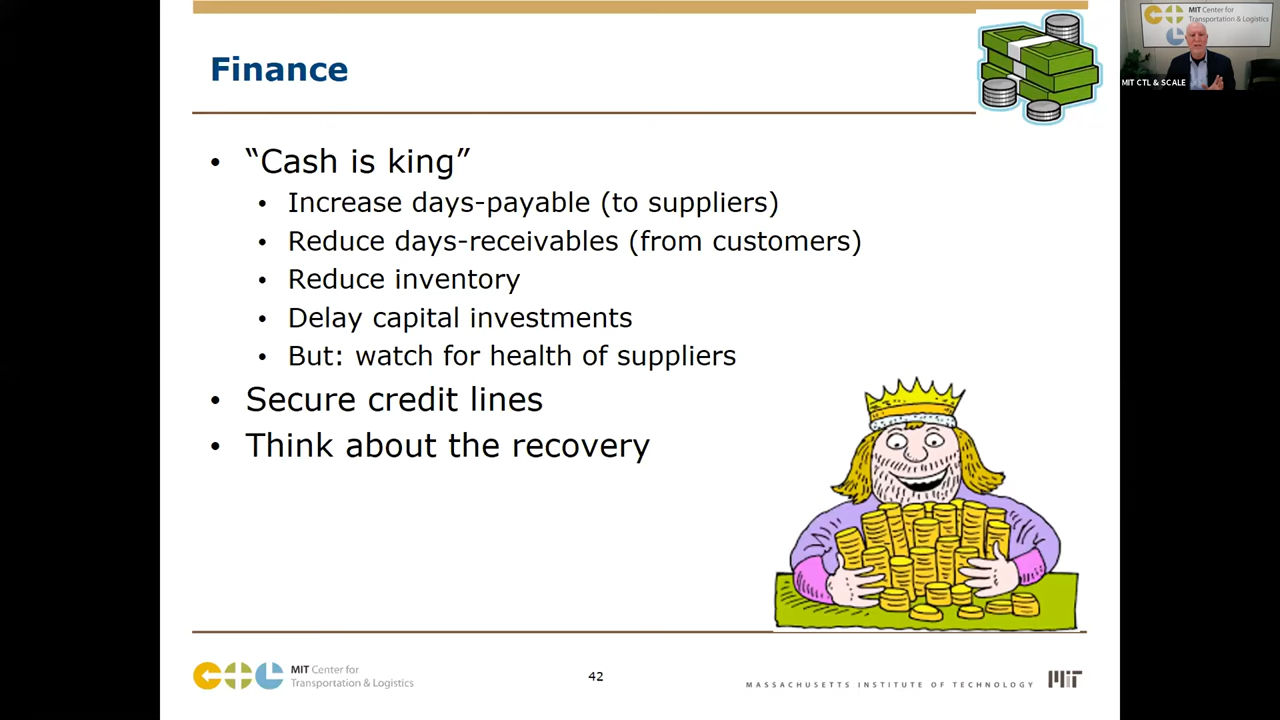 Finance
• “Cash is king”
• Increase days-payable (to suppliers)
• Reduce days-receivables (from customers)
• Reduce inventory
• Delay capital investments
• But: watch for health of suppliers
• Secure credit lines
• Think about the recovery
MIT Center for
Transportation & Logistics
42
MASSACHUSETTS INSTITUTE OF TECHNOLOGY
MIT
MIT Center for
Transportation & Logistics
MIT CTL & SCALE